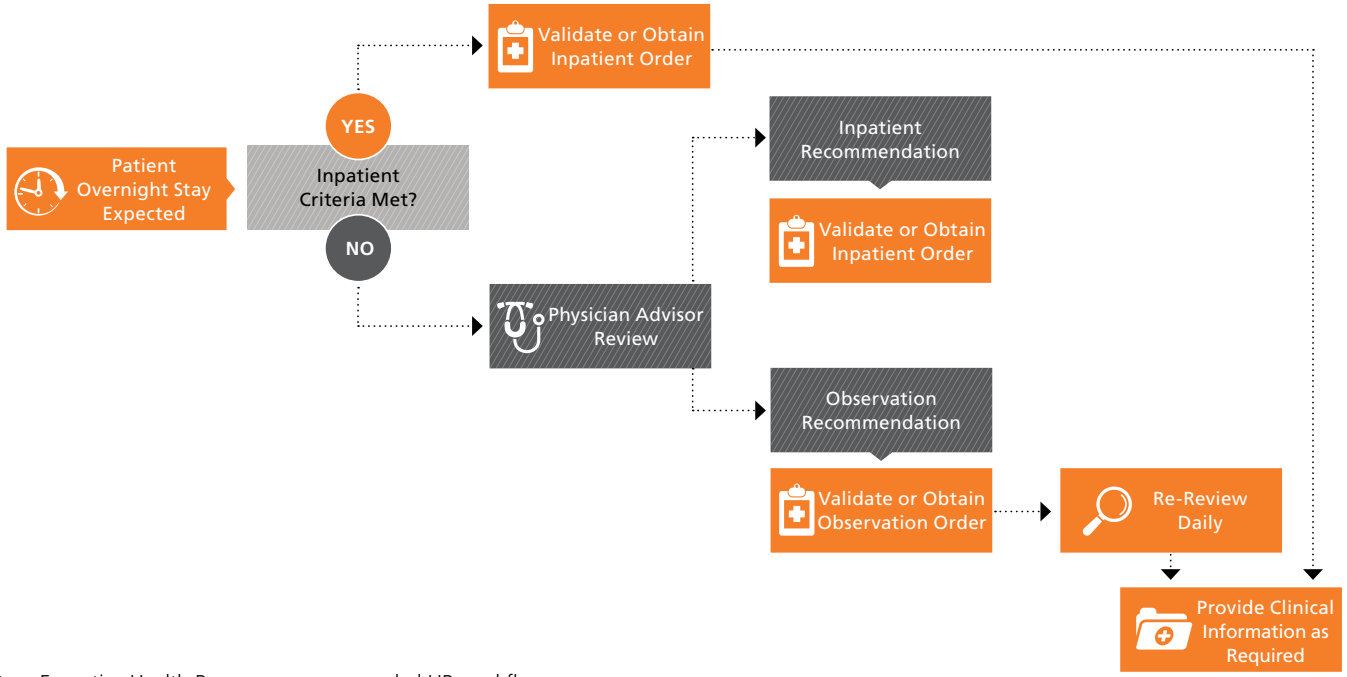 Validate or Obtain
Inpatient Order
YES
Patient
Overnight Stay
Expected
Inpatient
Criteria Met?
NO
Inpatient
Recommendation
Validate or Obtain
Inpatient Order
Physician Advisor
Review
Observation
Recommendation
Validate or Obtain
Observation Order
Re-Review
Daily
Provide Clinical
Information as
Required